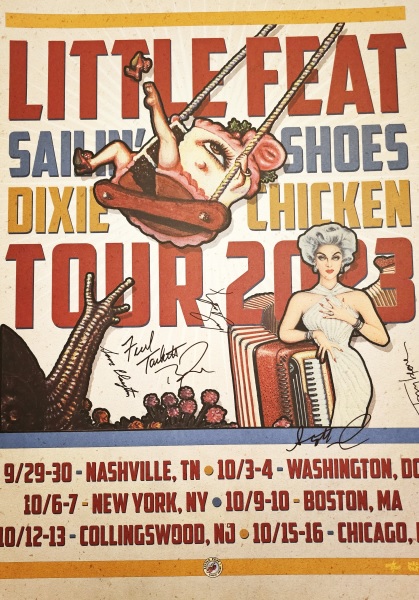 LITTLE FEAT
SAILIN' SHOES
DIXIE CHICKEN
TOUR 2023
Fred
Tackett
9/29-30 - NASHVILLE, TN • 10/3-4 - WASHINGTON, DC
10/6-7 - NEW YORK, NY • 10/9-10 - BOSTON, MA
10/12-13 - COLLINGSWOOD, NJ • 10/15-16 - CHICAGO,